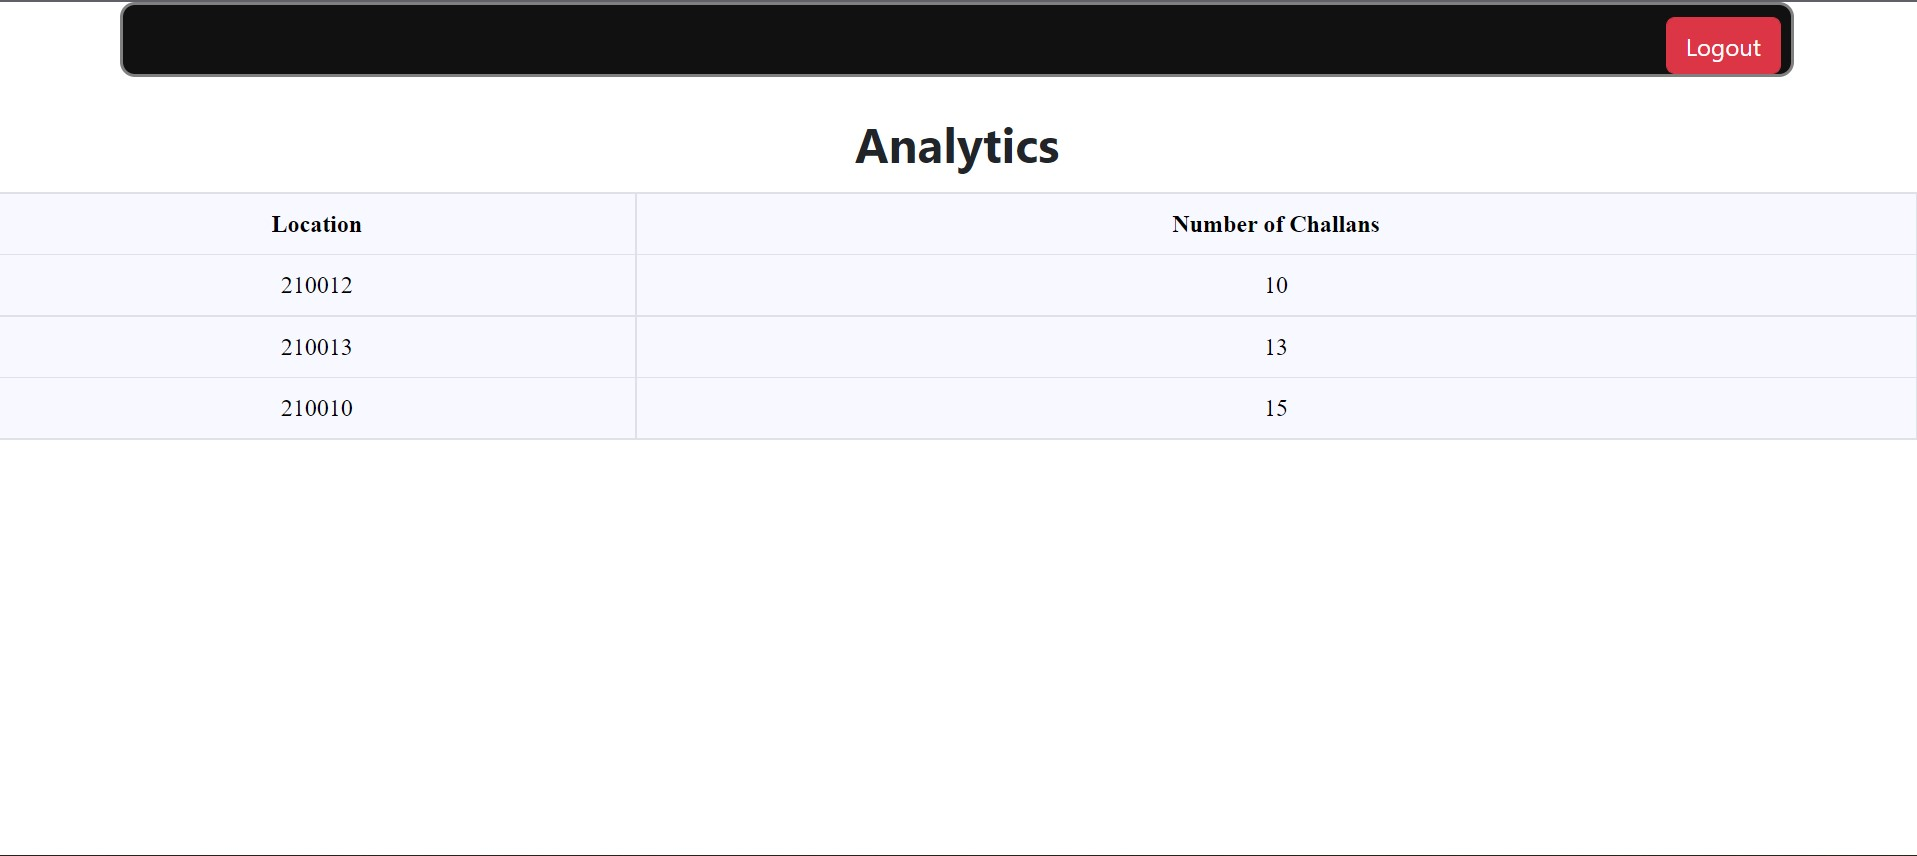 Logout
Analytics
Location Number of Challans
210012 10
210013 13
210010 15